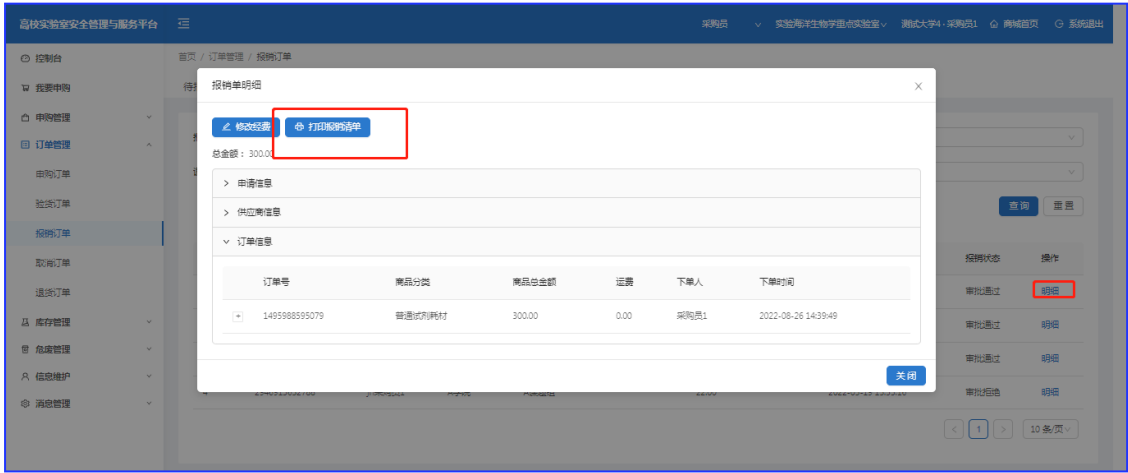 高校实验室安全管理与服务平台
采购员
实验海洋生物学重点实验室
测试大学4 - 采购员1
商城首页
系统退出
控制台
我要申购
申购管理
订单管理
申购订单
验货订单
报销订单
取消订单
退货订单
库存管理
危废管理
信息维护
消息管理
首页 / 订单管理 / 报销订单
报销单明细
修改经费
打印报销清单
总金额：300.00
申请信息
供应商信息
订单信息
订单号 商品分类 商品总金额 运费 下单人 下单时间
1495988595079 普通试剂耗材 300.00 0.00 采购员1 2022-08-26 14:39:49
关闭
查询 重置
报销状态 操作
审批通过 明细
审批通过 明细
审批通过 明细
审批拒绝 明细
1
10 条/页